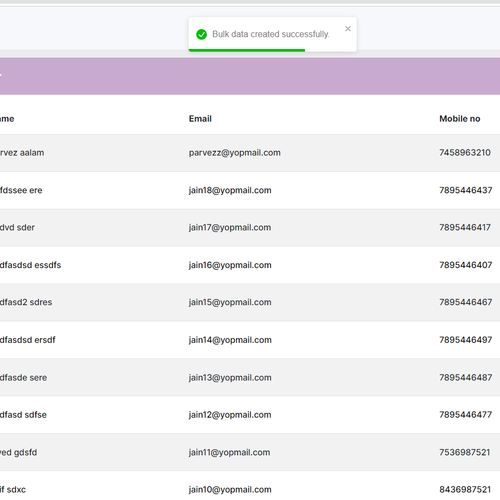 Bulk data created successfully.
ame Email Mobile no
rvez aalam parvezz@yopmail.com 7458963210
fdssee ere jain18@yopmail.com 7895446437
dvd sder jain17@yopmail.com 7895446417
dfasdsd essdfs jain16@yopmail.com 7895446407
dfasd2 sdres jain15@yopmail.com 7895446467
dfasdsd ersdf jain14@yopmail.com 7895446497
dfasde sere jain13@yopmail.com 7895446487
dfasd sdfse jain12@yopmail.com 7895446477
ved gdsfd jain11@yopmail.com 7536987521
if sdxc jain10@yopmail.com 8436987521